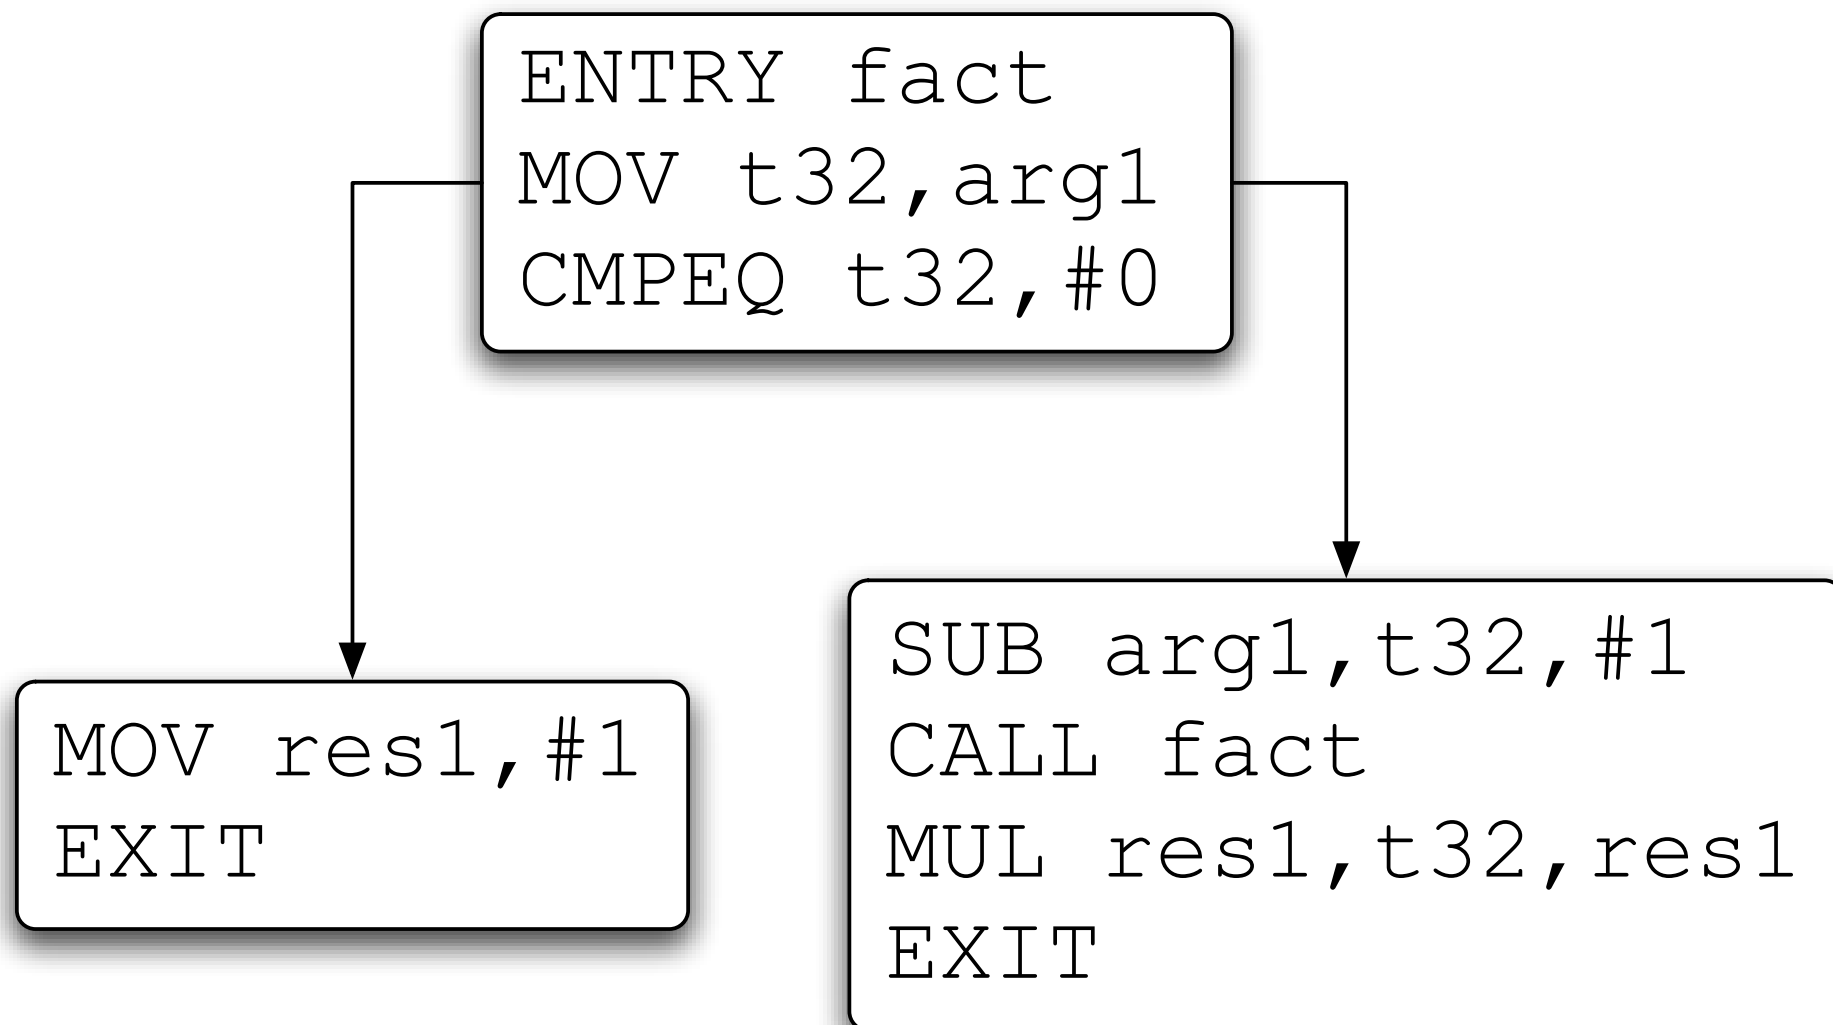 ENTRY fact
MOV t32,arg1
CMPEQ t32,#0
MOV res1,#1
EXIT
SUB arg1,t32,#1
CALL fact
MUL res1,t32,res1
EXIT